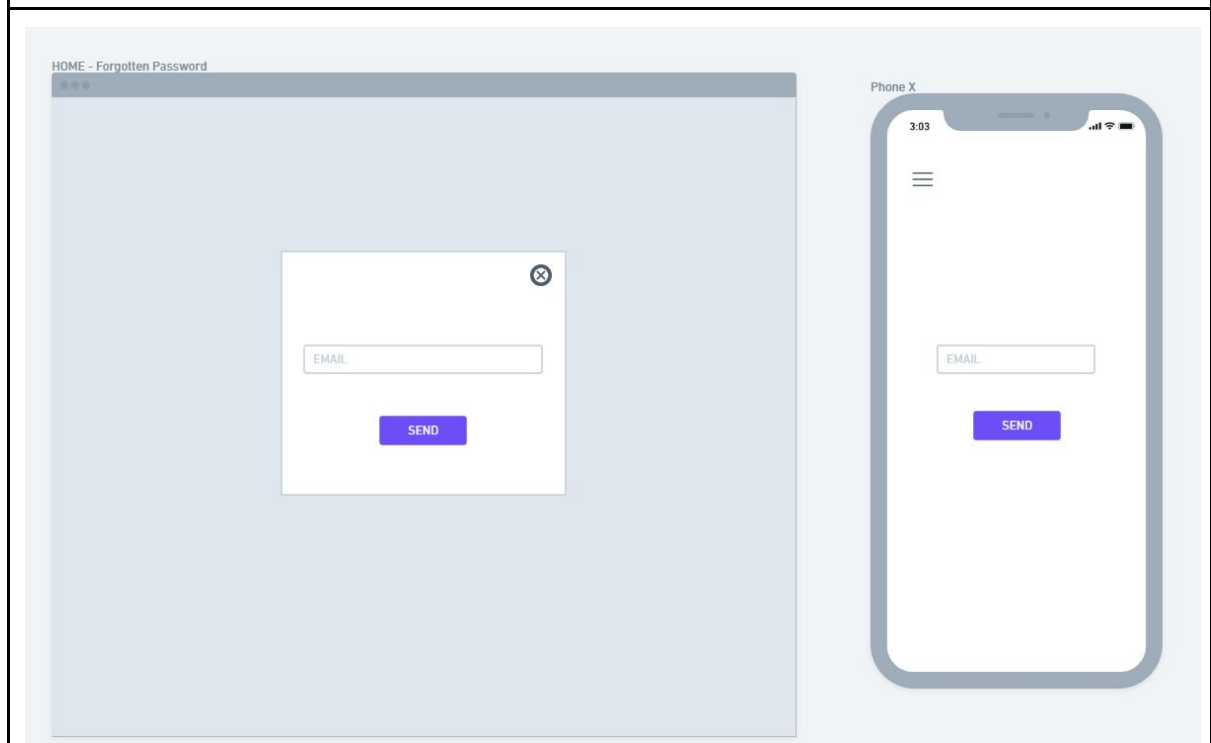 HOME - Forgotten Password
EMAIL
SEND
Phone X
3:03
EMAIL
SEND